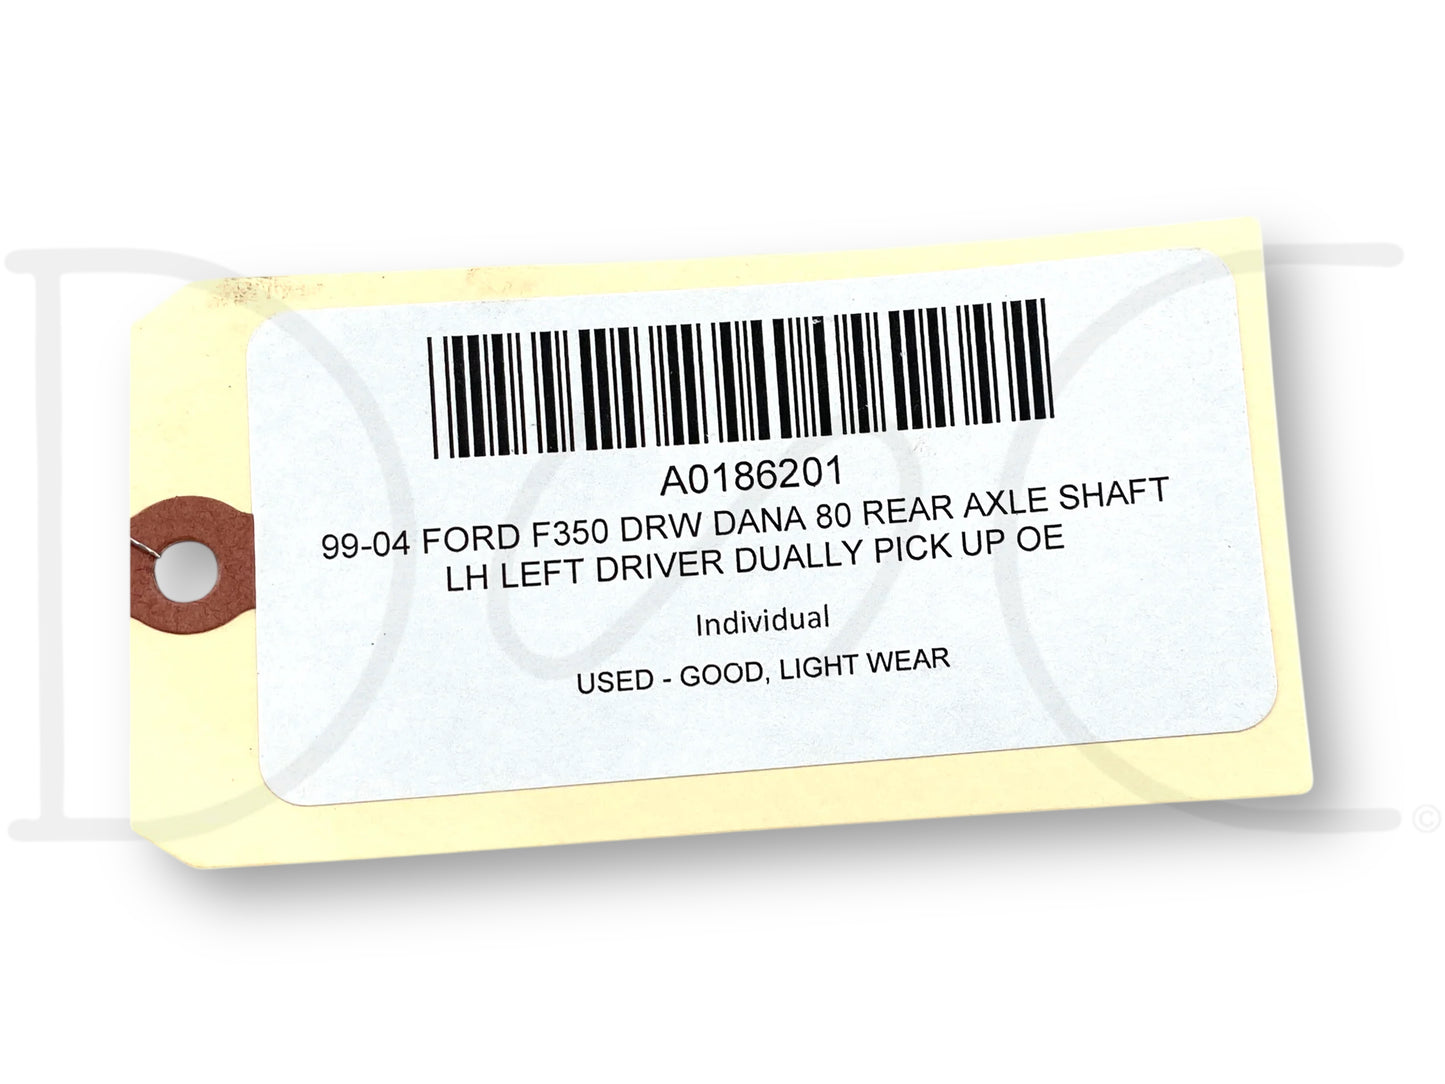 A0186201
99-04 FORD F350 DRW DANA 80 REAR AXLE SHAFT
LH LEFT DRIVER DUALLY PICK UP OE
Individual
USED - GOOD, LIGHT WEAR
D C ©